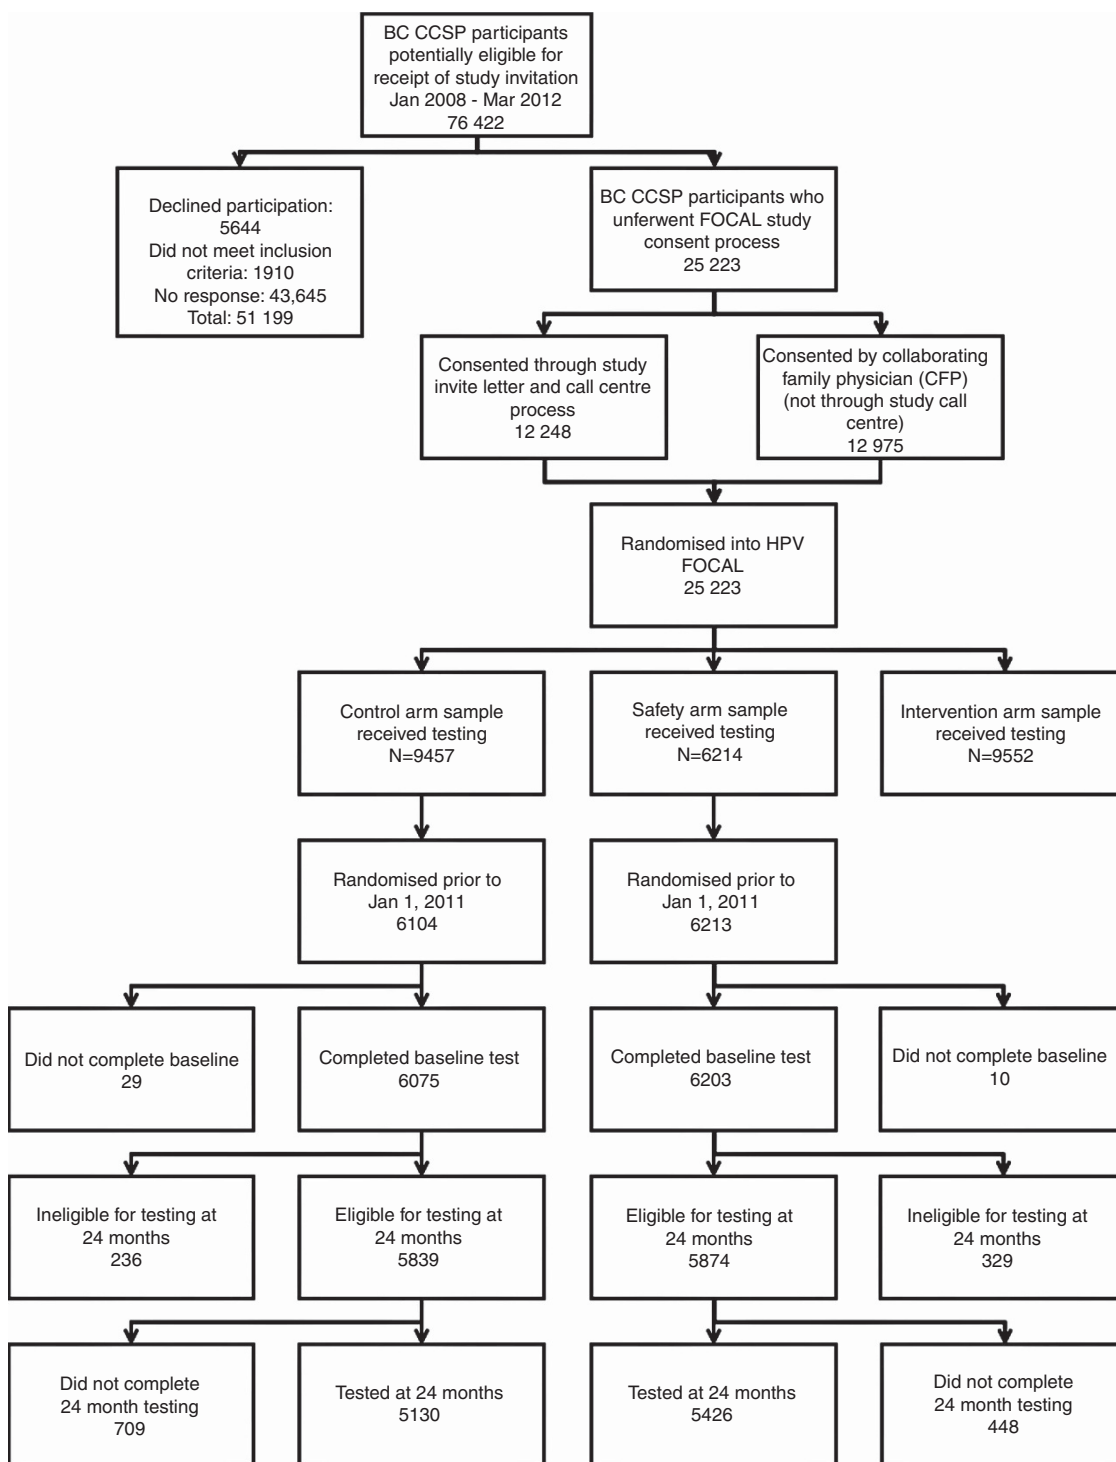 BC CCSP participants
potentially eligible for
receipt of study invitation
Jan 2008 - Mar 2012
76 422
Declined participation:
5644
Did not meet inclusion
criteria: 1910
No response: 43,645
Total: 51 199
BC CCSP participants who
unferwent FOCAL study
consent process
25 223
Consented through study
invite letter and call centre
process
12 248
Consented by collaborating
family physician (CFP)
(not through study call
centre)
12 975
Randomised into HPV
FOCAL
25 223
Control arm sample
received testing
N=9457
Safety arm sample
received testing
N=6214
Intervention arm sample
received testing
N=9552
Randomised prior to
Jan 1, 2011
6104
Randomised prior to
Jan 1, 2011
6213
Did not complete baseline
29
Completed baseline test
6075
Completed baseline test
6203
Did not complete baseline
10
Ineligible for testing at
24 months
236
Eligible for testing at
24 months
5839
Eligible for testing at
24 months
5874
Ineligible for testing at
24 months
329
Did not complete
24 month testing
709
Tested at 24 months
5130
Tested at 24 months
5426
Did not complete
24 month testing
448